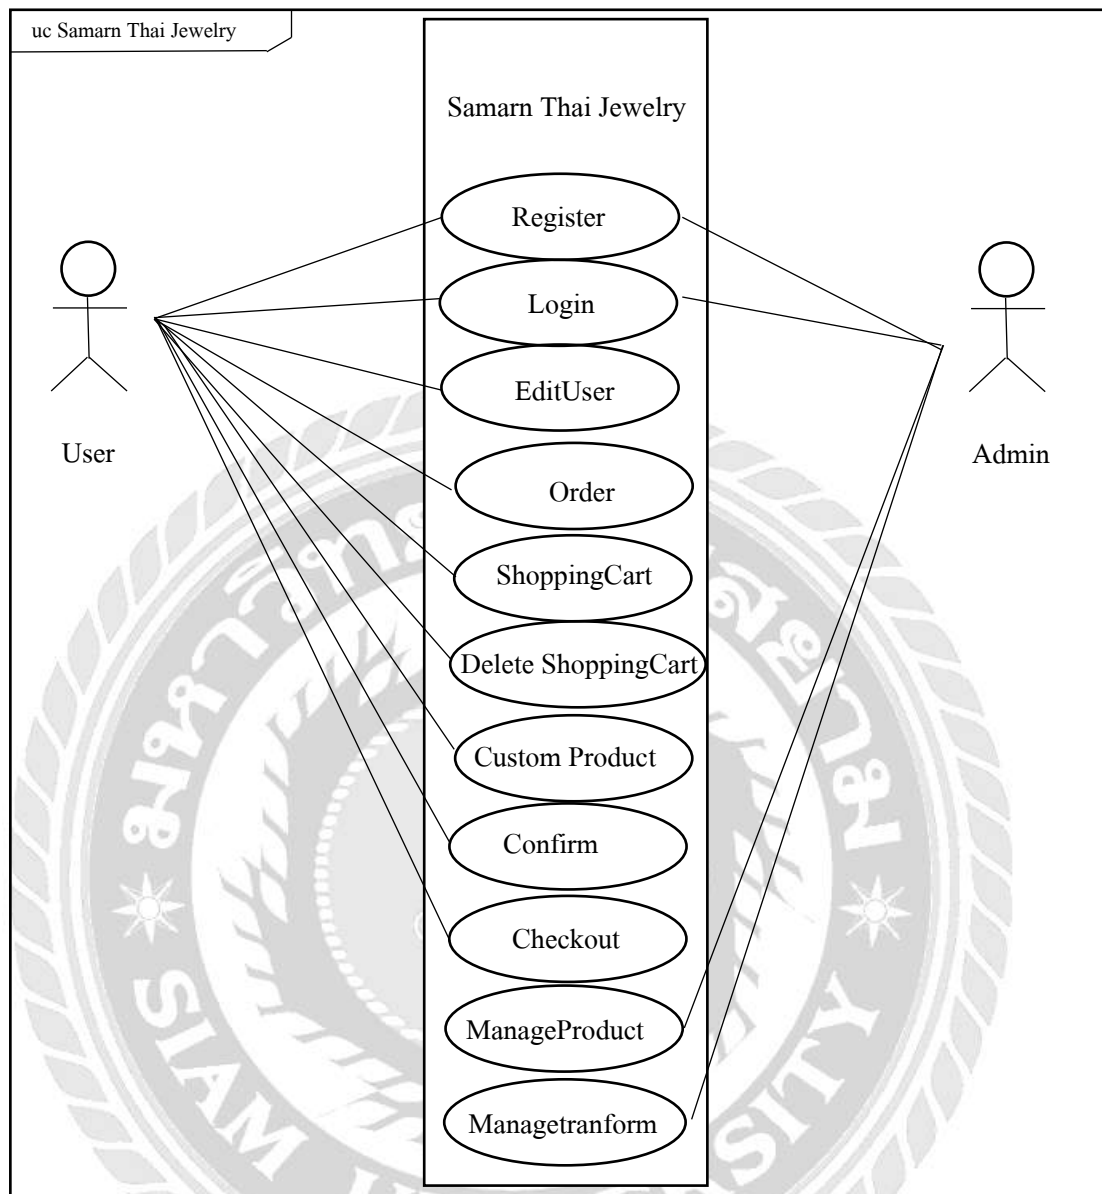 uc Samarn Thai Jewelry
Samarn Thai Jewelry
Register
Login
EditUser
User
Admin
Order
ShoppingCart
Delete ShoppingCart
Custom Product
Confirm
Checkout
ManageProduct
Managetranform
SIAM